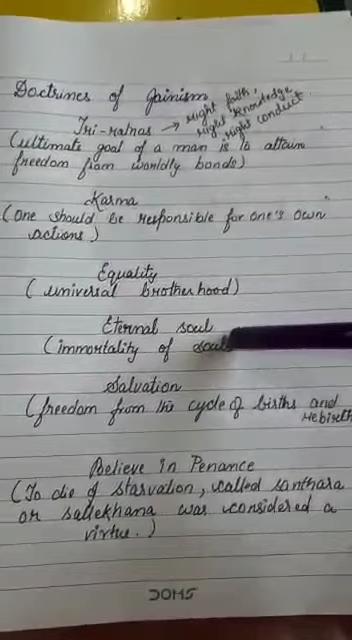 Doctrines of Jainism
Tri-ratnas → right faith,
right knowledge
right conduct
(ultimate goal of a man is to attain
freedom from worldly bonds)
Karma
(one should be responsible for one's own
actions)
Equality
(universal brotherhood)
Eternal soul
(immortality of soul
Salvation
(freedom from the cycle of births and
rebirth
Believe in Penance
(To die of starvation, called santhara
or sallekhana was considered a
virtue.)
DOMS